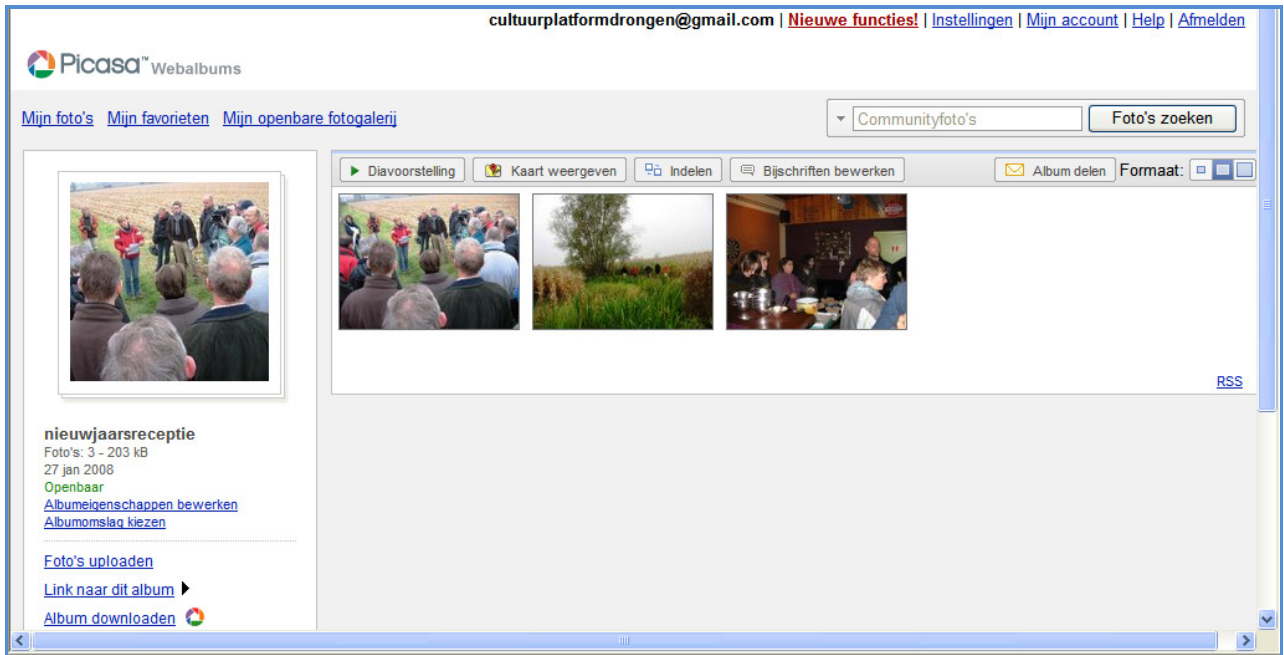 cultuurplatformdrongen@gmail.com | Nieuwe functies! | Instellingen | Mijn account | Help | Afmelden
Picasa™ Webalbums
Mijn foto's Mijn favorieten Mijn openbare fotogalerij
Communityfoto's Foto's zoeken
Diavoorstelling Kaart weergeven Indelen Bijschriften bewerken Album delen Formaat:
RSS
nieuwjaarsreceptie
Foto's: 3 - 203 kB
27 jan 2008
Openbaar
Albumeigenschappen bewerken
Albumomslag kiezen
Foto's uploaden
Link naar dit album
Album downloaden